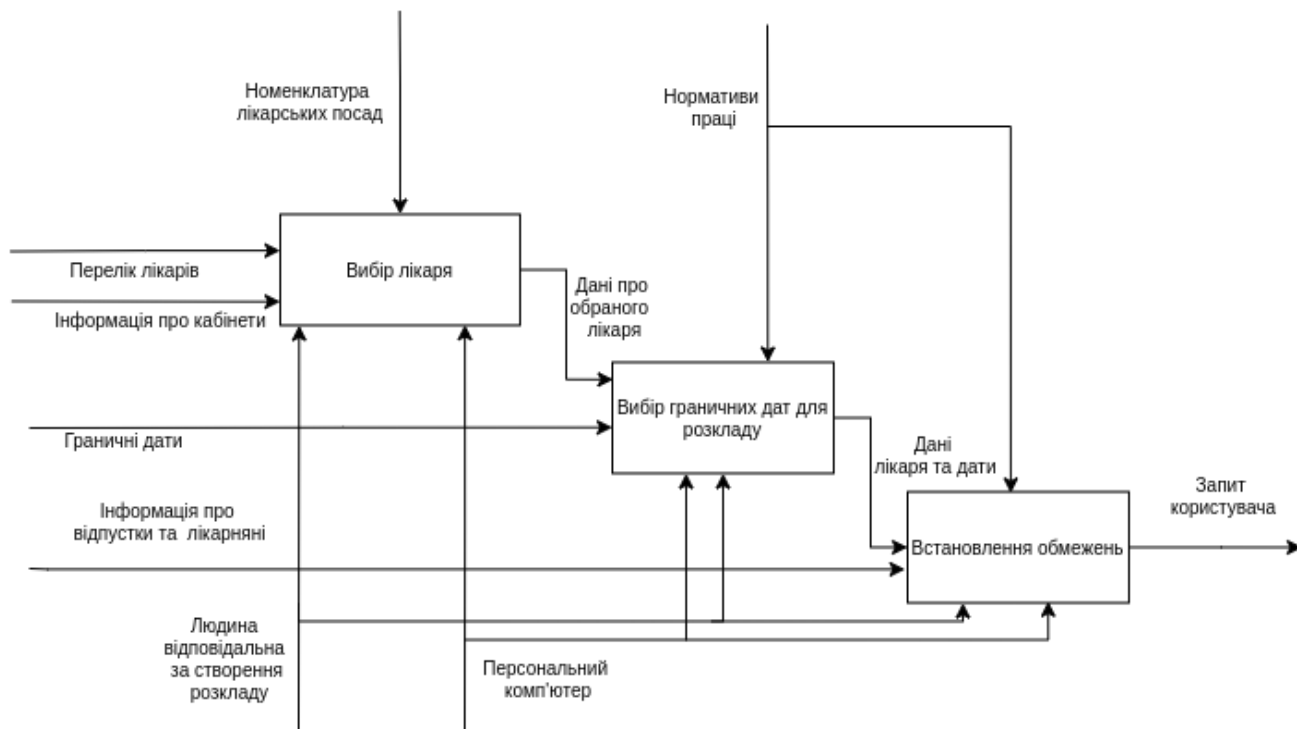 Номенклатура
лікарських посад
Нормативи
праці
Перелік лікарів
Вибір лікаря
Інформація про кабінети
Дані про
обраного
лікаря
Вибір граничних дат для
розкладу
Граничні дати
Дані
лікаря та дати
Інформація про
відпустки та лікарняні
Запит
користувача
Встановлення обмежень
Людина
відповідальна
за створення
розкладу
Персональний
комп'ютер